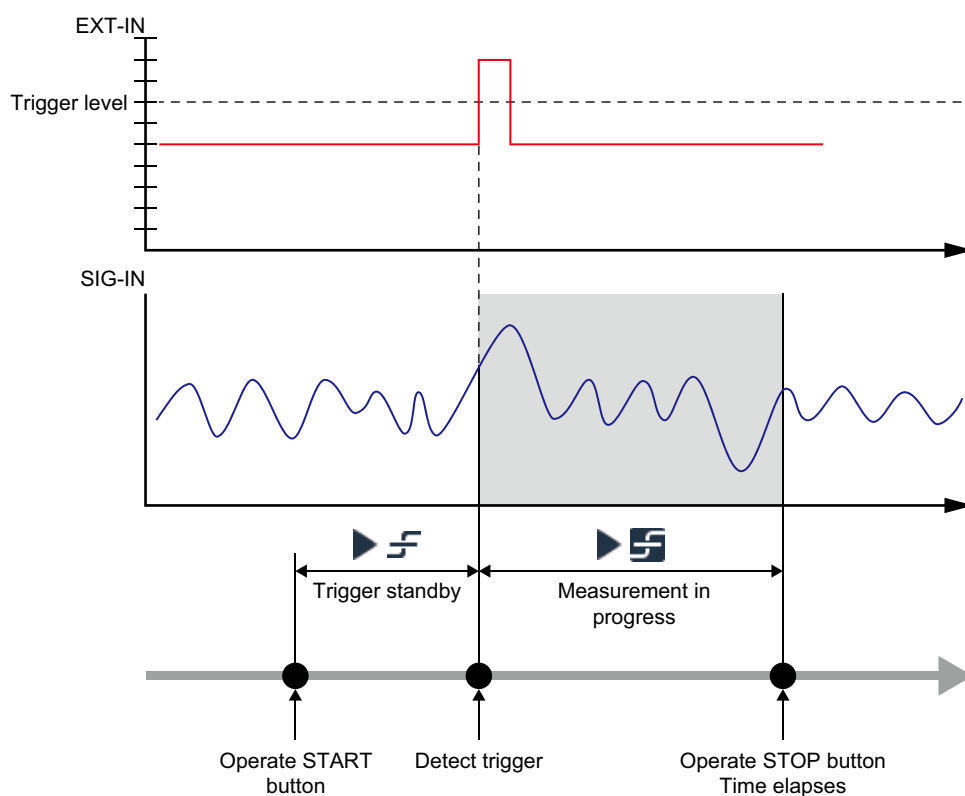 EXT-IN
Trigger level
SIG-IN
Trigger standby
Measurement in
progress
Operate START
button
Detect trigger
Operate STOP button
Time elapses